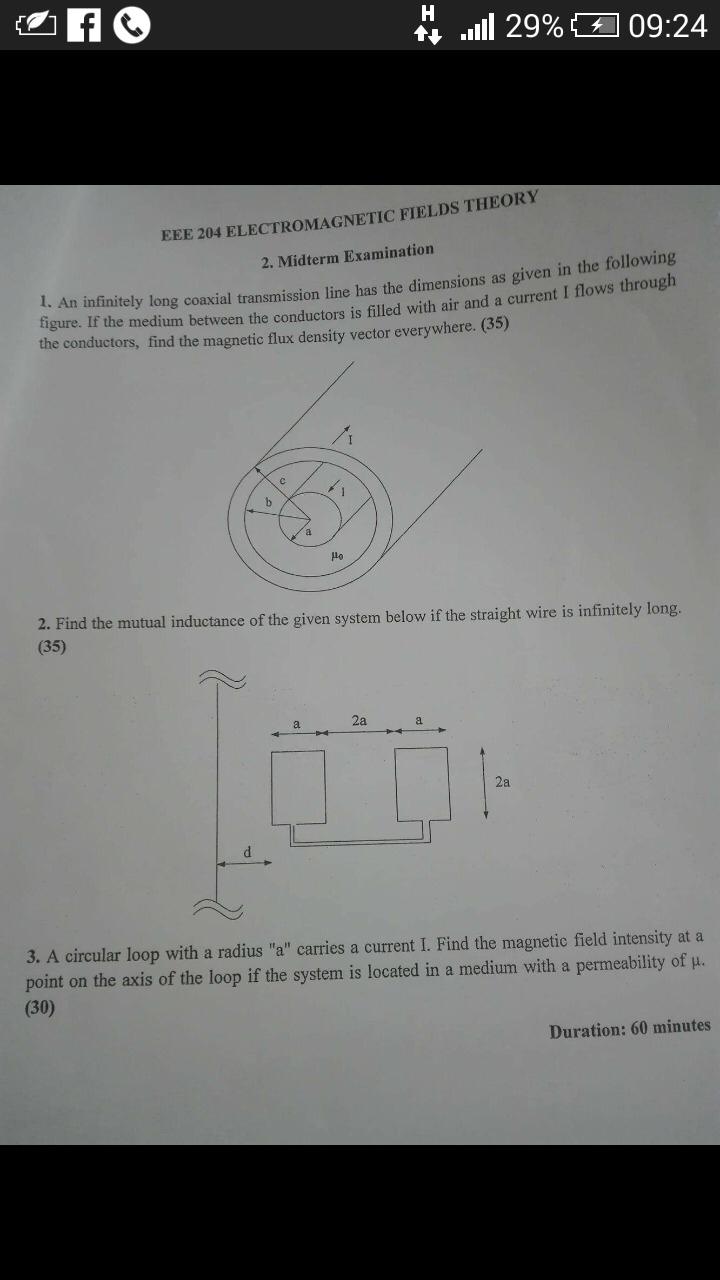 H
29%
09:24
EEE 204 ELECTROMAGNETIC FIELDS THEORY
2. Midterm Examination
1. An infinitely long coaxial transmission line has the dimensions as given in the following
figure. If the medium between the conductors is filled with air and a current I flows through
the conductors, find the magnetic flux density vector everywhere. (35)
I
c
I
b
a
μ₀
2. Find the mutual inductance of the given system below if the straight wire is infinitely long.
(35)
a 2a a
2a
d
3. A circular loop with a radius "a" carries a current I. Find the magnetic field intensity at a
point on the axis of the loop if the system is located in a medium with a permeability of μ.
(30)
Duration: 60 minutes